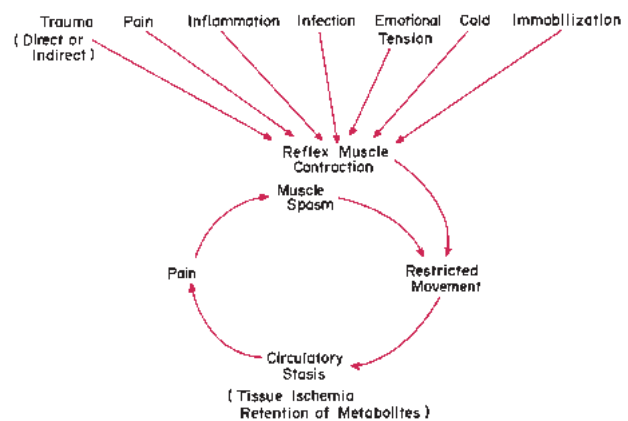 Trauma Pain Inflammation Infection Emotional Cold Immobilization
( Direct or Tension
Indirect )
Reflex Muscle
Contraction
Muscle
Spasm
Pain Restricted
Movement
Circulatory
Stasis
( Tissue Ischemia
Retention of Metabolites )